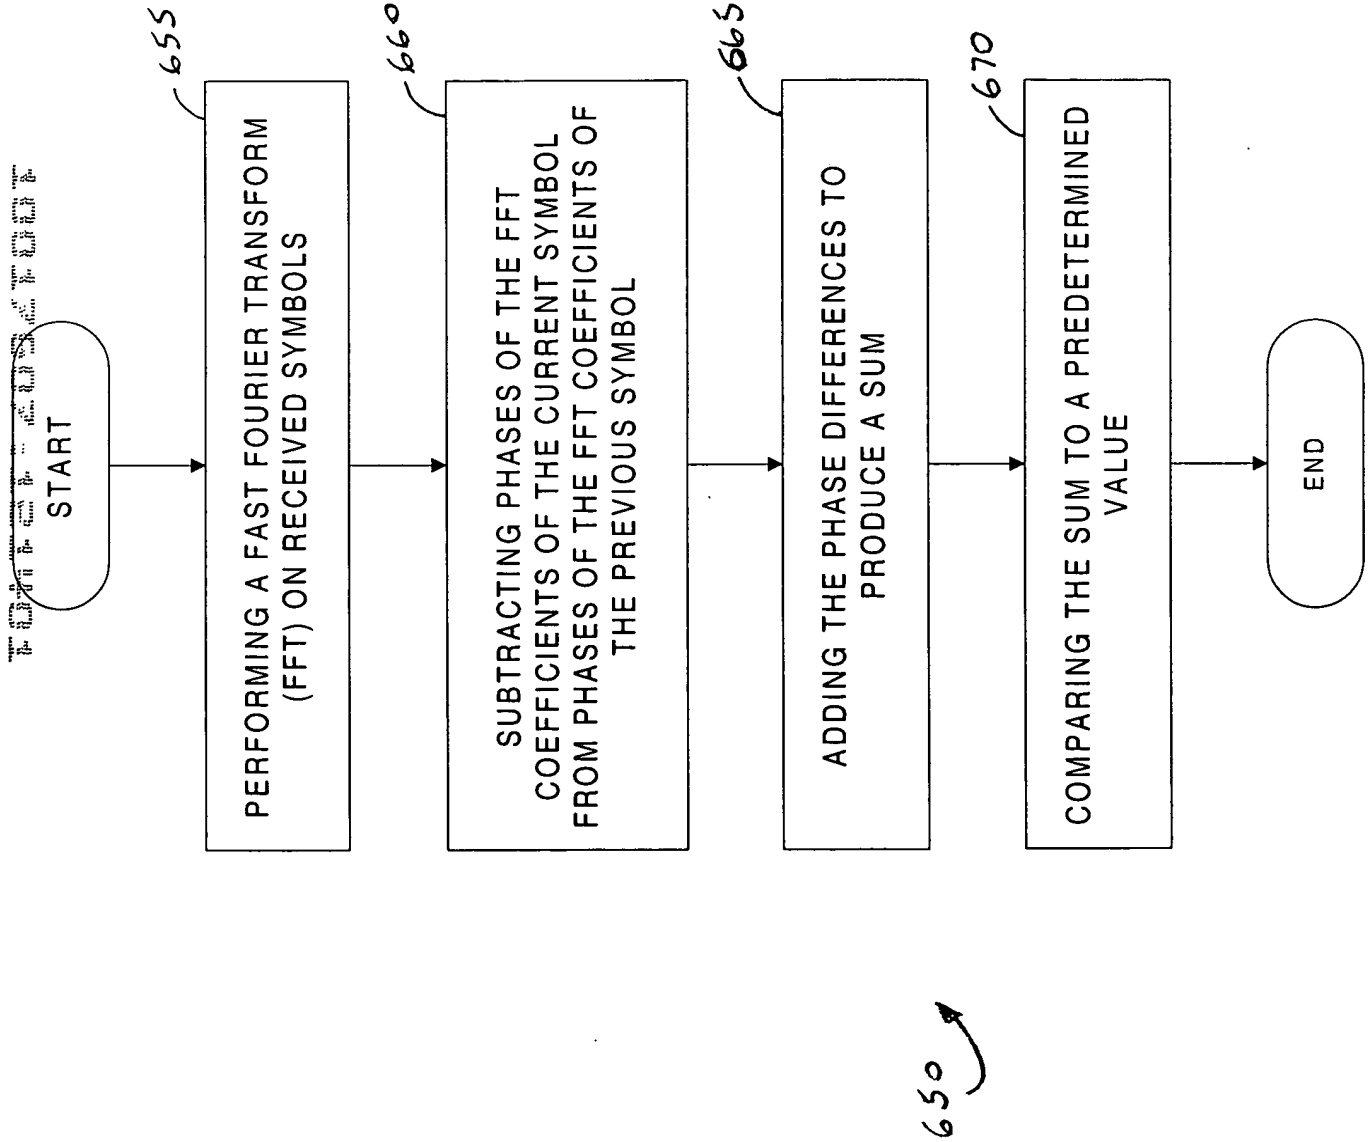 START
655
PERFORMING A FAST FOURIER TRANSFORM
(FFT) ON RECEIVED SYMBOLS
660
SUBTRACTING PHASES OF THE FFT
COEFFICIENTS OF THE CURRENT SYMBOL
FROM PHASES OF THE FFT COEFFICIENTS OF
THE PREVIOUS SYMBOL
665
ADDING THE PHASE DIFFERENCES TO
PRODUCE A SUM
670
COMPARING THE SUM TO A PREDETERMINED
VALUE
END
650